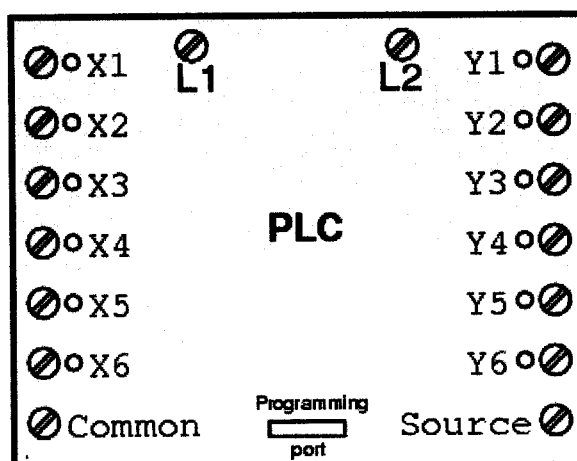 X1 L1 L2 Y1
X2 Y2
X3 Y3
PLC
X4 Y4
X5 Y5
X6 Y6
Programming
Common Source
port